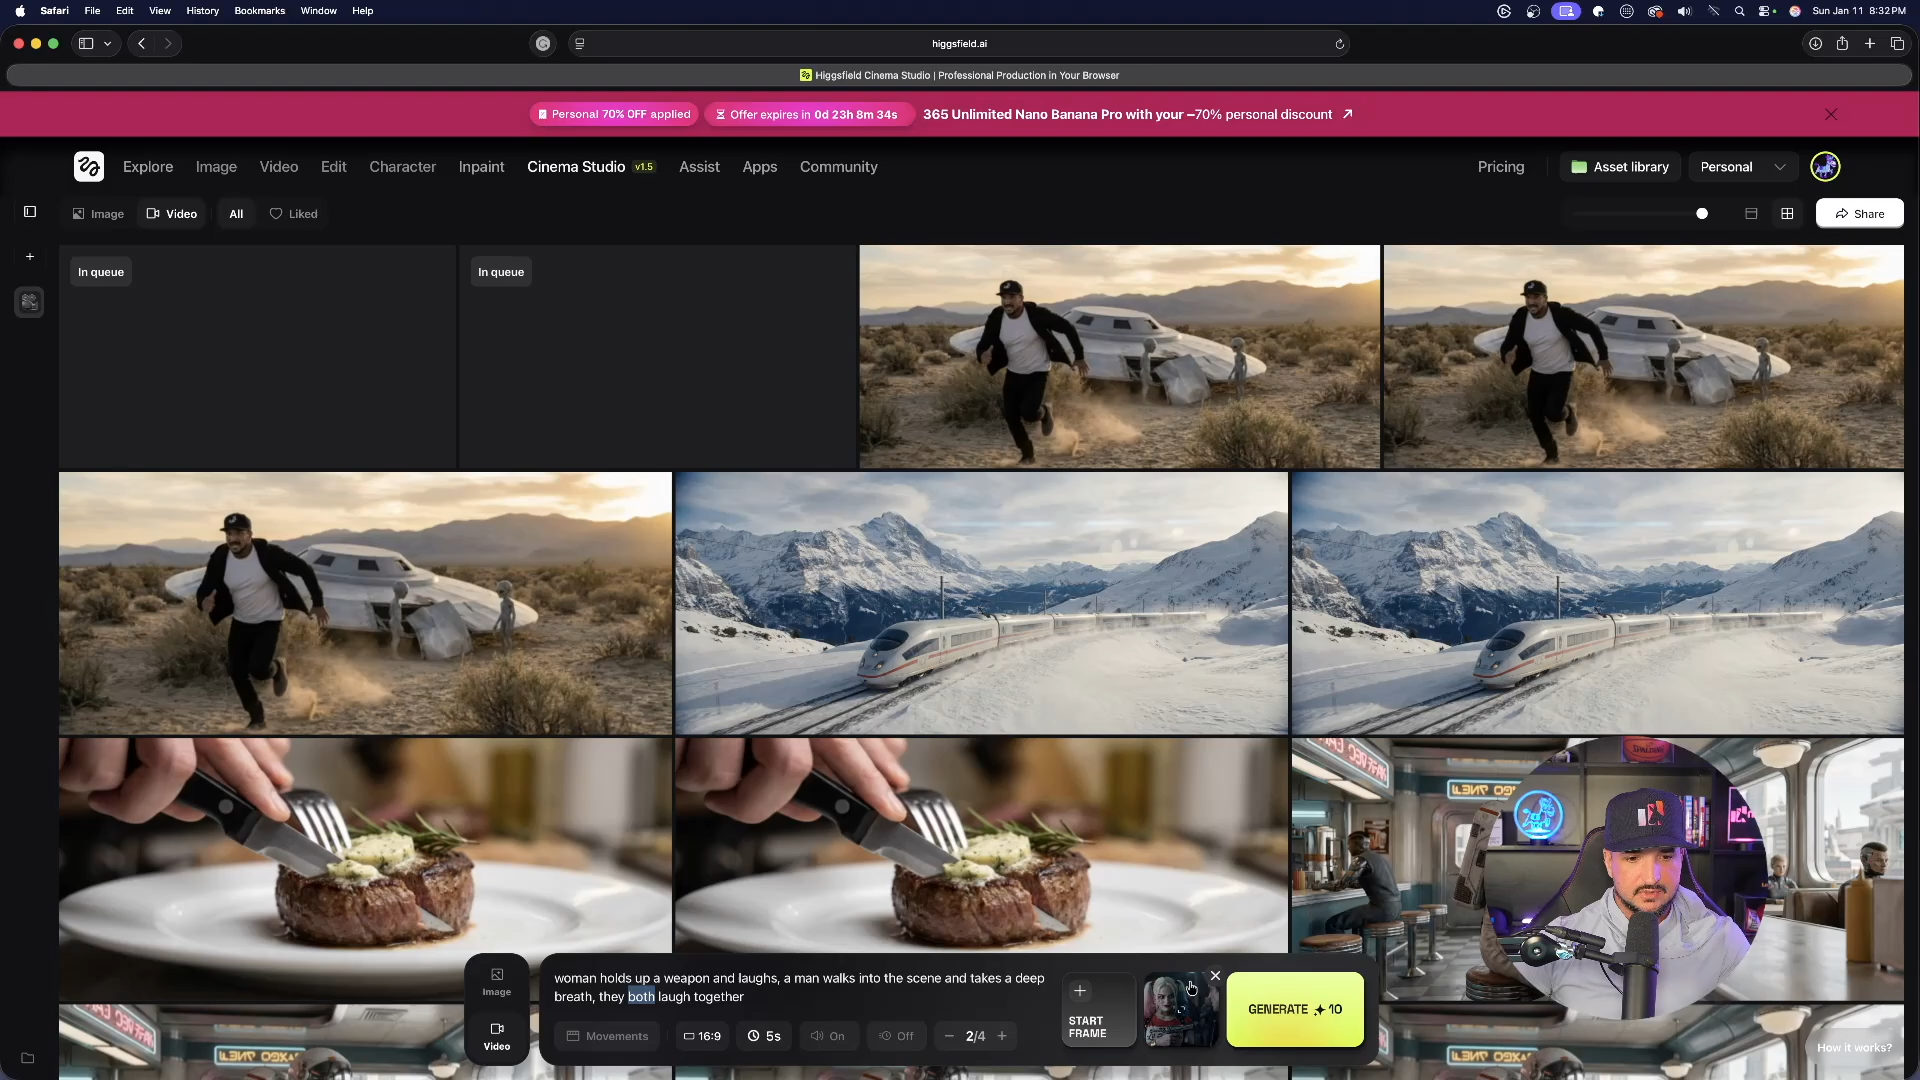 Safari File Edit View History Bookmarks Window Help
Sun Jan 11 8:32 PM
higgsfield.ai
Higgsfield Cinema Studio | Professional Production in Your Browser
Personal 70% OFF applied
Offer expires in 0d 23h 8m 34s
365 Unlimited Nano Banana Pro with your –70% personal discount
Explore Image Video Edit Character Inpaint Cinema Studio v1.5 Assist Apps Community
Pricing Asset library Personal
Image Video All Liked
Share
In queue
In queue
Image
Video
woman holds up a weapon and laughs, a man walks into the scene and takes a deep
breath, they both laugh together
Movements 16:9 5s On Off − 2/4 +
START
FRAME
GENERATE 10
How it works?